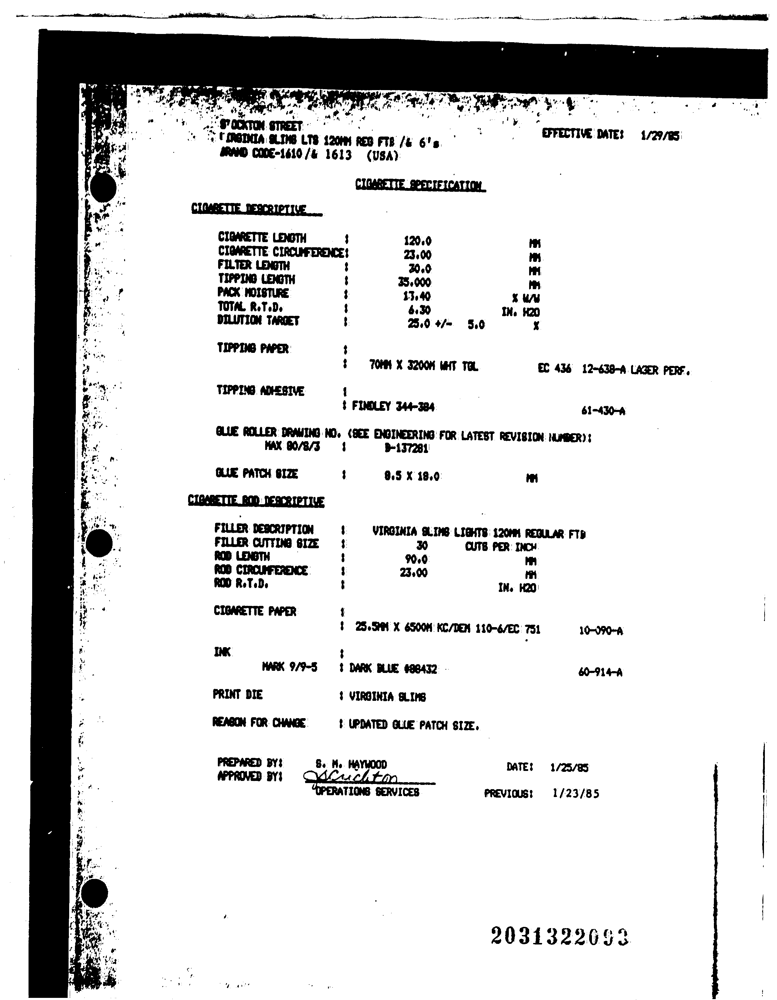 STOCKTON STREET
VIRGINIA SLIMS LTS 120MM REG FTB /& 6's EFFECTIVE DATE: 1/29/85
BRAND CODE-1610/& 1613 (USA)
CIGARETTE SPECIFICATION
CIGARETTE DESCRIPTIVE
CIGARETTE LENGTH : 120.0 MM
CIGARETTE CIRCUMFERENCE: 23.00 MM
FILTER LENGTH : 30.0 MM
TIPPING LENGTH : 35.000 MM
PACK MOISTURE : 13.40 % W/W
TOTAL R.T.D. : 6.30 IN. H20
DILUTION TARGET : 25.0 +/- 5.0 %
TIPPING PAPER :
: 70MM X 3200M WHT TGL EC 436 12-638-A LASER PERF.
TIPPING ADHESIVE :
: FINDLEY 344-384 61-430-A
GLUE ROLLER DRAWING NO. (SEE ENGINEERING FOR LATEST REVISION NUMBER):
MAX 80/8/3 : B-137281
GLUE PATCH SIZE : 8.5 X 18.0 MM
CIGARETTE ROD DESCRIPTIVE
FILLER DESCRIPTION : VIRGINIA SLIMS LIGHTS 120MM REGULAR FTB
FILLER CUTTING SIZE : 30 CUTS PER INCH
ROD LENGTH : 90.0 MM
ROD CIRCUMFERENCE : 23.00 MM
ROD R.T.D. : IN. H20
CIGARETTE PAPER :
: 25.5MM X 6500M KC/DEM 110-6/EC 751 10-090-A
INK :
MARK 9/9-5 : DARK BLUE #88432 60-914-A
PRINT DIE : VIRGINIA SLIMS
REASON FOR CHANGE : UPDATED GLUE PATCH SIZE.
PREPARED BY: S. M. HAYWOOD DATE: 1/25/85
APPROVED BY:
OPERATIONS SERVICES PREVIOUS: 1/23/85
2031322093